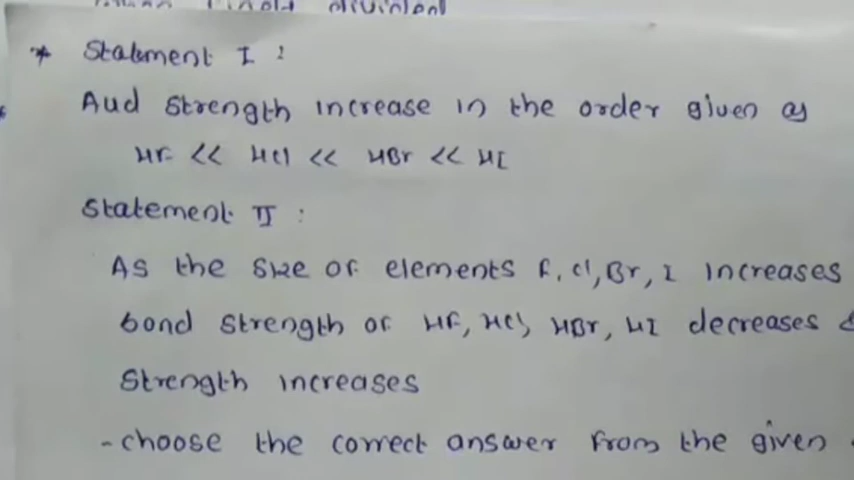 * Statement I :
Acid strength increase in the order given as
HF << HCl << HBr << HI
Statement II :
As the size of elements F, Cl, Br, I increases
bond strength of HF, HCl, HBr, HI decreases
strength increases
- choose the correct answer from the given